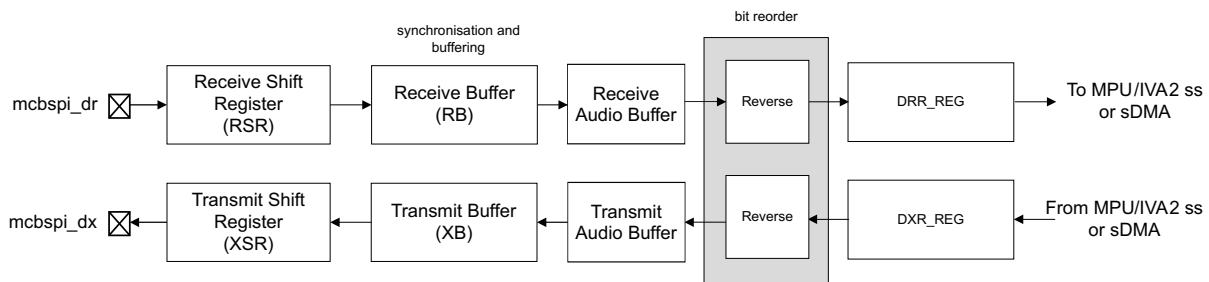 bit reorder
synchronisation and
buffering
mcbspi_dr
Receive Shift
Register
(RSR)
Receive Buffer
(RB)
Receive
Audio Buffer
Reverse
DRR_REG
To MPU/IVA2 ss
or sDMA
mcbspi_dx
Transmit Shift
Register
(XSR)
Transmit Buffer
(XB)
Transmit
Audio Buffer
Reverse
DXR_REG
From MPU/IVA2 ss
or sDMA